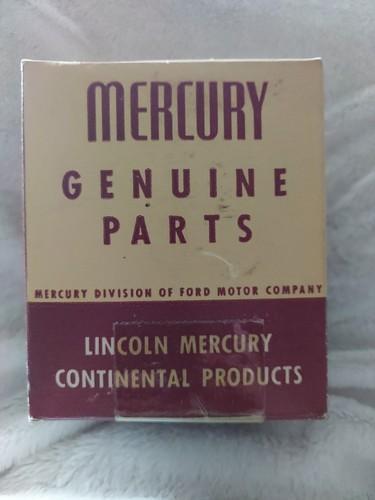 MERCURY
GENUINE
PARTS
MERCURY DIVISION OF FORD MOTOR COMPANY
LINCOLN MERCURY
CONTINENTAL PRODUCTS